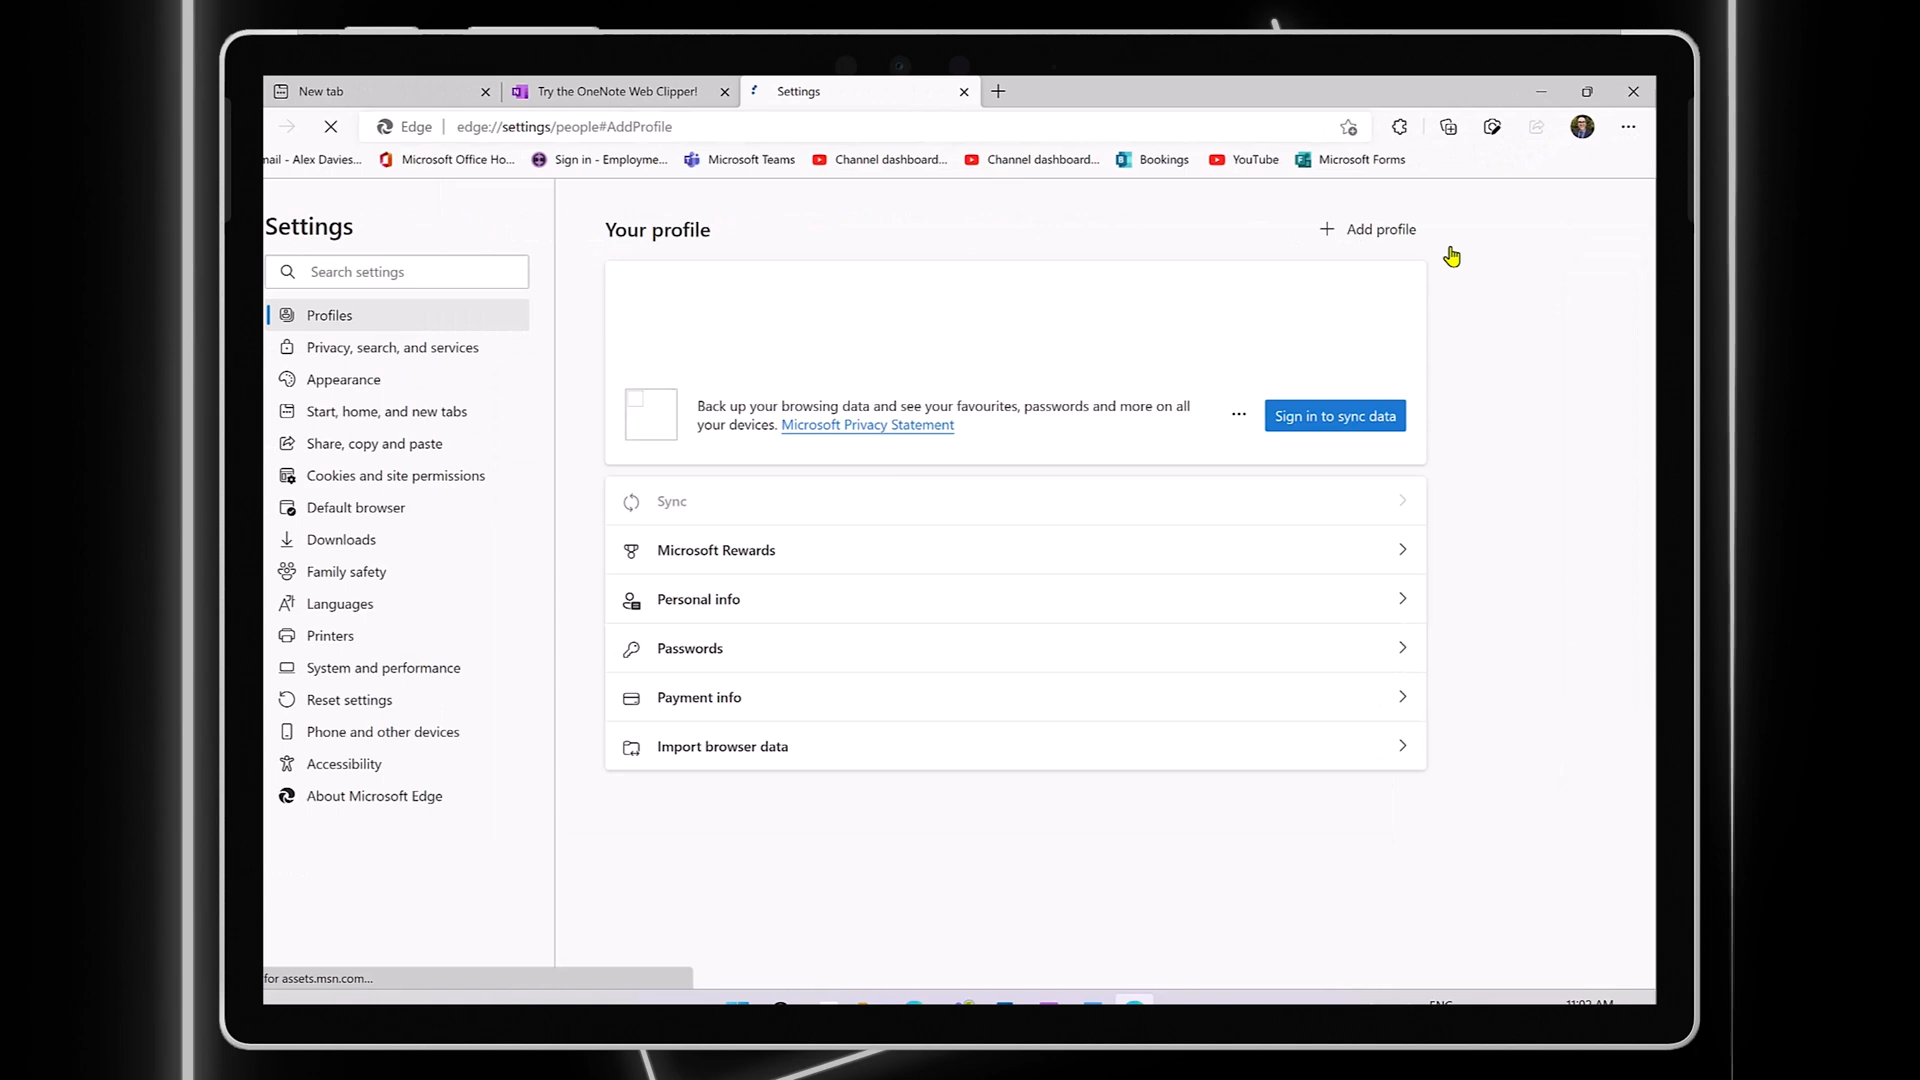 New tab
Try the OneNote Web Clipper!
Settings
Edge
edge://settings/people#AddProfile
mail - Alex Davies...
Microsoft Office Ho...
Sign in - Employme...
Microsoft Teams
Channel dashboard...
Channel dashboard...
Bookings
YouTube
Microsoft Forms
Settings
Search settings
Profiles
Privacy, search, and services
Appearance
Start, home, and new tabs
Share, copy and paste
Cookies and site permissions
Default browser
Downloads
Family safety
Languages
Printers
System and performance
Reset settings
Phone and other devices
Accessibility
About Microsoft Edge
Your profile
Add profile
Back up your browsing data and see your favourites, passwords and more on all
your devices. Microsoft Privacy Statement
Sign in to sync data
Sync
Microsoft Rewards
Personal info
Passwords
Payment info
Import browser data
for assets.msn.com...
ENG